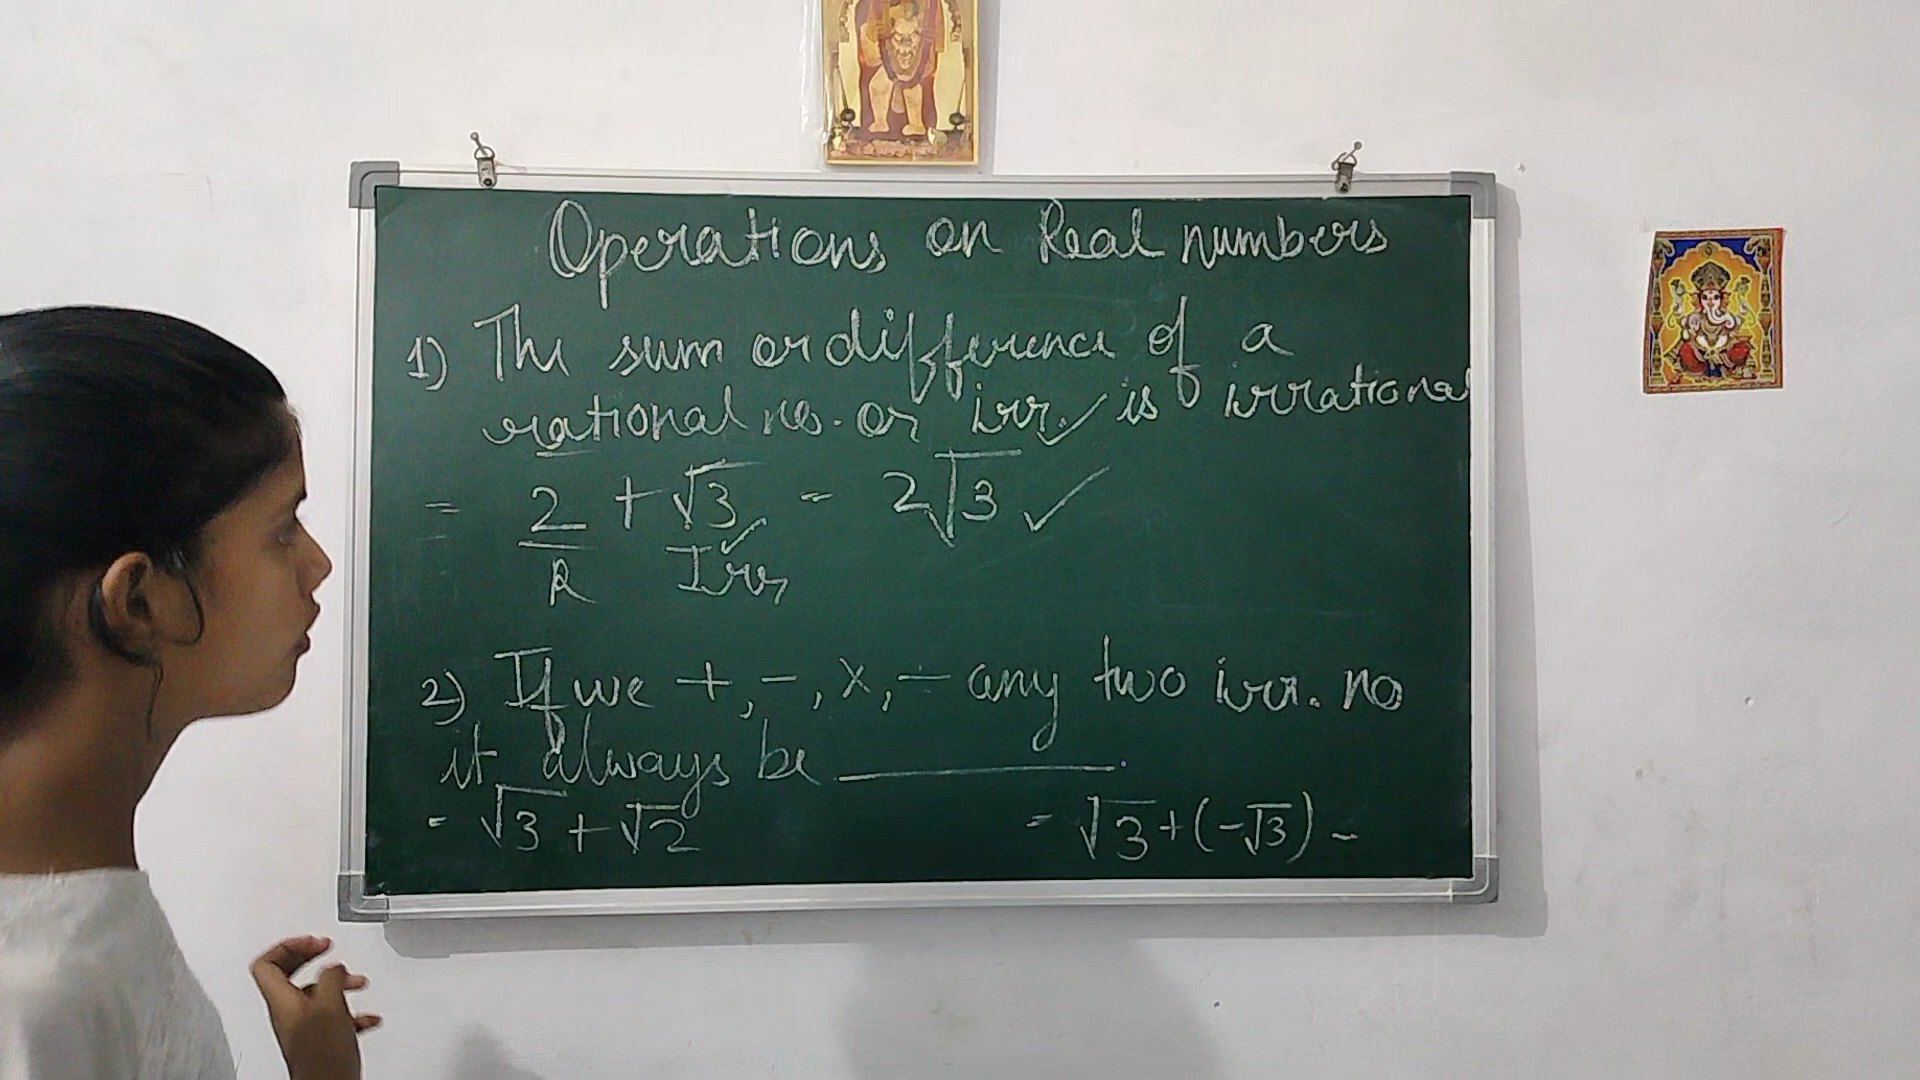 Operations on Real numbers
1) The sum or difference of a
rational no. or irr. is irrational
= 2 + √3 = 2√3 ✓
R Irr
2) If we +, -, ×, ÷ any two irr. no
it always be ________.
= √3 + √2 = √3 + (-√3) =